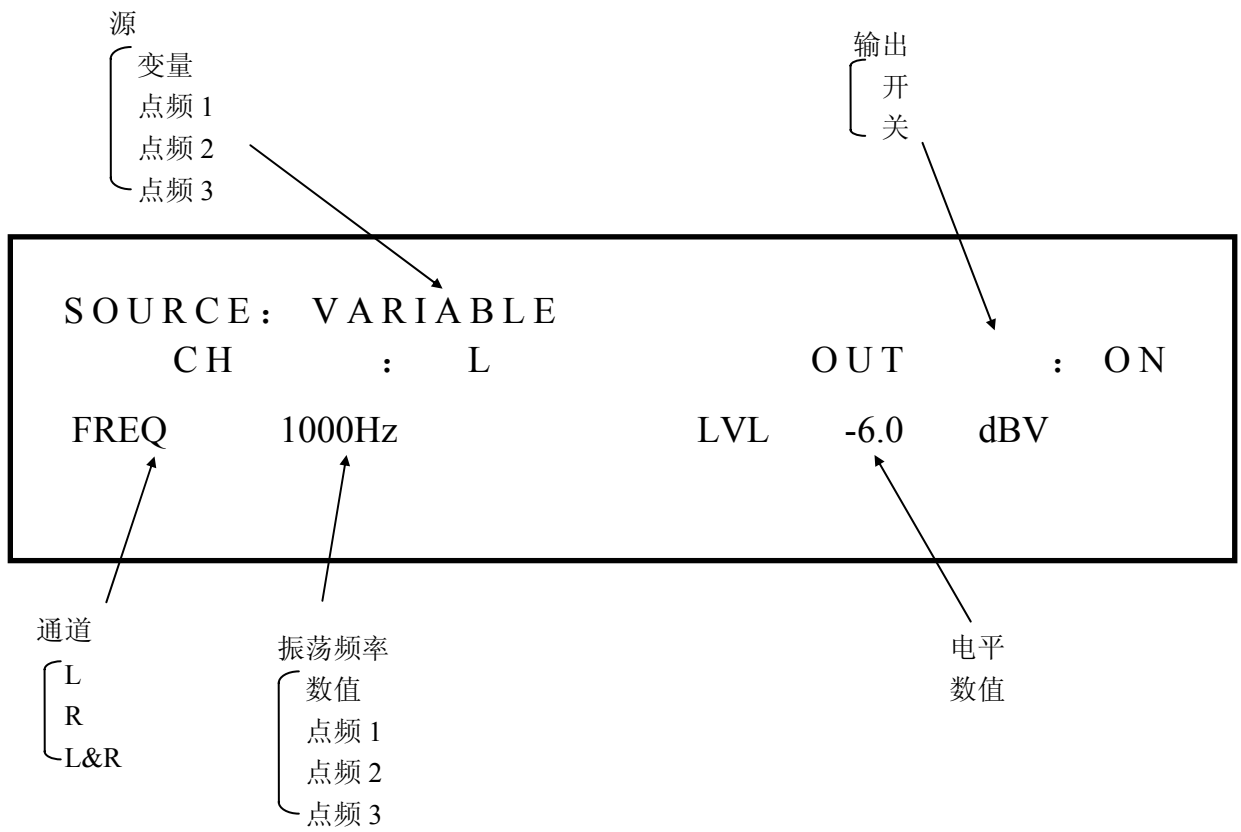 源
变量
点频 1
点频 2
点频 3
输出
开
关
SOURCE： VARIABLE
CH ： L OUT ： ON
FREQ 1000Hz LVL -6.0 dBV
通道
L
R
L&R
振荡频率
数值
点频 1
点频 2
点频 3
电平
数值